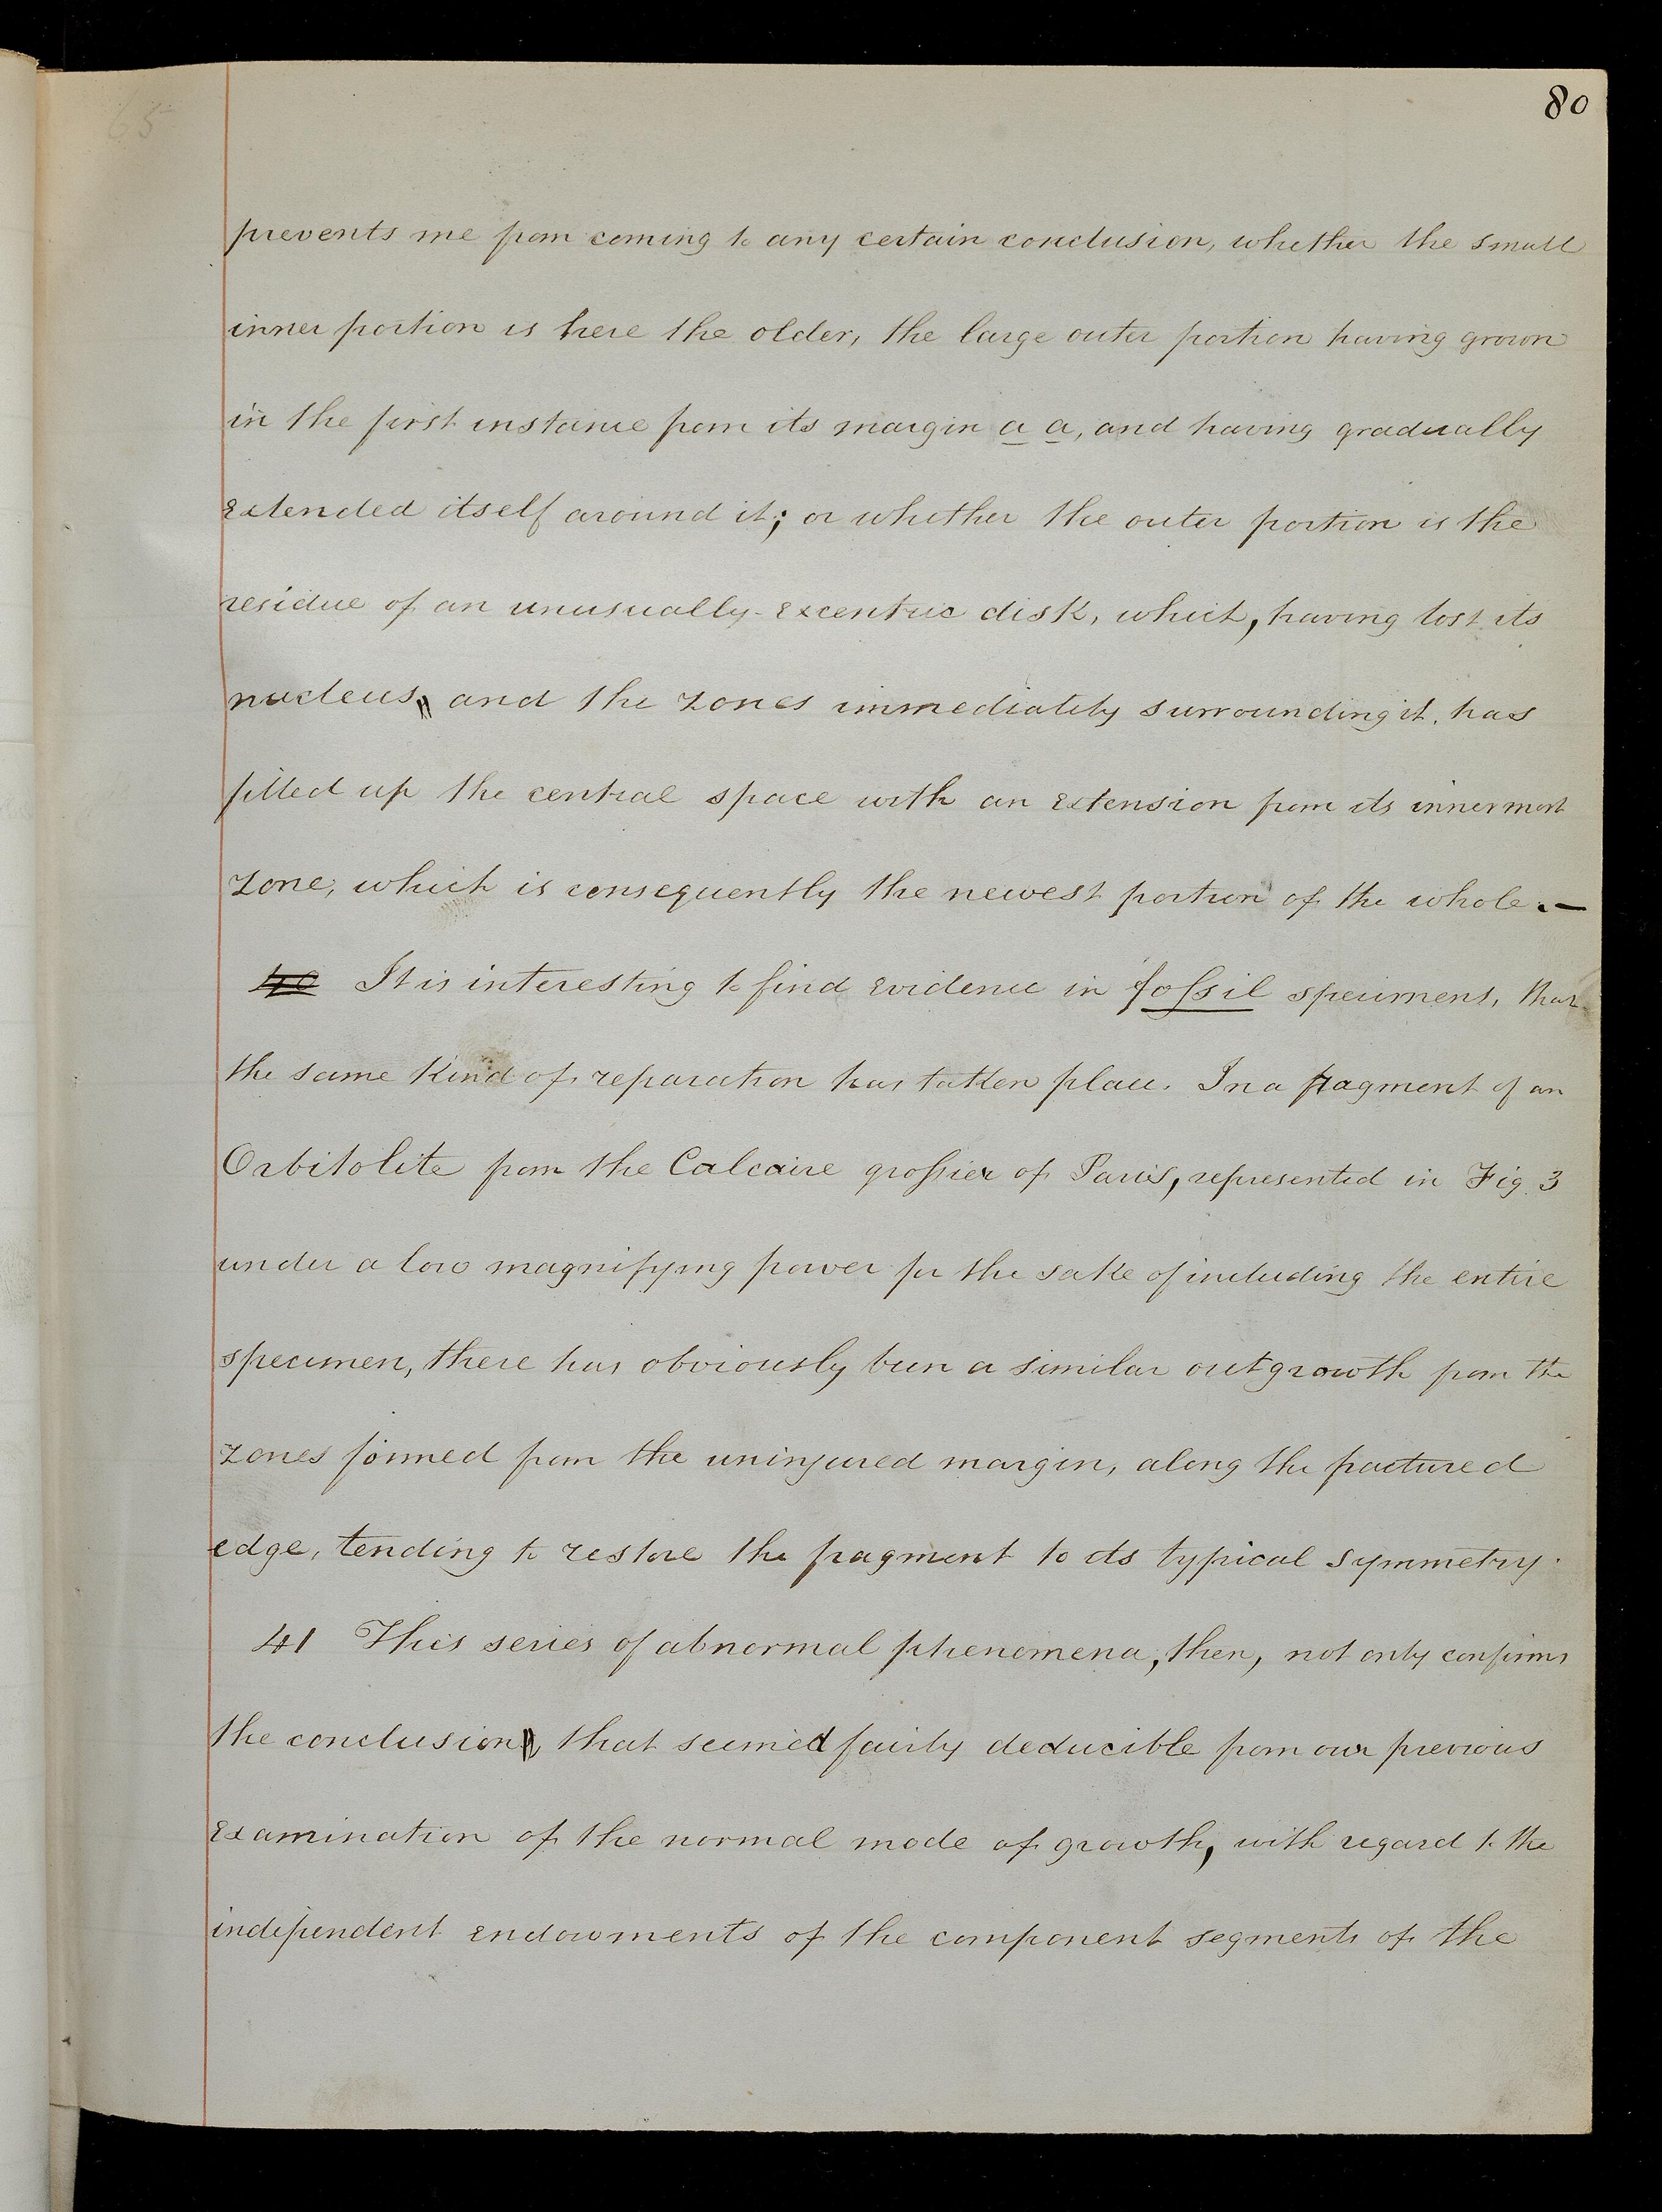 80
65
prevents me from coming to any certain conclusion, whether the small
inner portion is here the older, the large outer portion having grown
in the first instance from its margin a a, and having gradually
extended itself around it; or whether the outer portion is the
residue of an unusually-excentric disk, which, having lost its
nucleus, and the zones immediately surrounding it, has
filled up the central space with an extension from its innermost
zone, which is consequently the newest portion of the whole.—
40 It is interesting to find evidence in fossil specimens, that
the same kind of reparation has taken place. In a fragment of an
Orbitolite from the Calcaire grossier of Paris, represented in Fig. 3
under a low magnifying power for the sake of including the entire
specimen, there has obviously been a similar outgrowth from the
zones formed from the uninjured margin, along the fractured
edge, tending to restore the fragment to its typical symmetry.
41 This series of abnormal phenomena, then, not only confirms
the conclusion, that seemed fairly deducible from our previous
examination of the normal mode of growth, with regard to the
independent endowments of the component segments of the